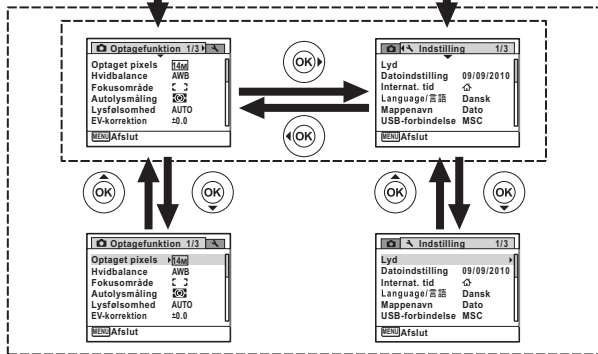 Optagefunktion 1/3
Optaget pixels 14M
Hvidbalance AWB
Fokusområde
Autolysmåling
Lysfølsomhed AUTO
EV-korrektion ±0.0
MENU Afslut
OK
OK
Indstilling 1/3
Lyd
Datoindstilling 09/09/2010
Internat. tid
Language/言語 Dansk
Mappenavn Dato
USB-forbindelse MSC
MENU Afslut
OK
OK
OK
OK
Optagefunktion 1/3
Optaget pixels 14M
Hvidbalance AWB
Fokusområde
Autolysmåling
Lysfølsomhed AUTO
EV-korrektion ±0.0
MENU Afslut
Indstilling 1/3
Lyd
Datoindstilling 09/09/2010
Internat. tid
Language/言語 Dansk
Mappenavn Dato
USB-forbindelse MSC
MENU Afslut